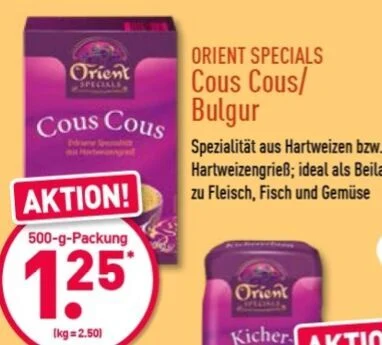 Orient
SPECIALS
Cous Cous
AKTION!
500-g-Packung
1.25*
(kg = 2.50)
ORIENT SPECIALS
Cous Cous/
Bulgur
Spezialität aus Hartweizen bzw.
Hartweizengrieß; ideal als Beila
zu Fleisch, Fisch und Gemüse
Orient
SPECIALS
Kicher-
AKTIO